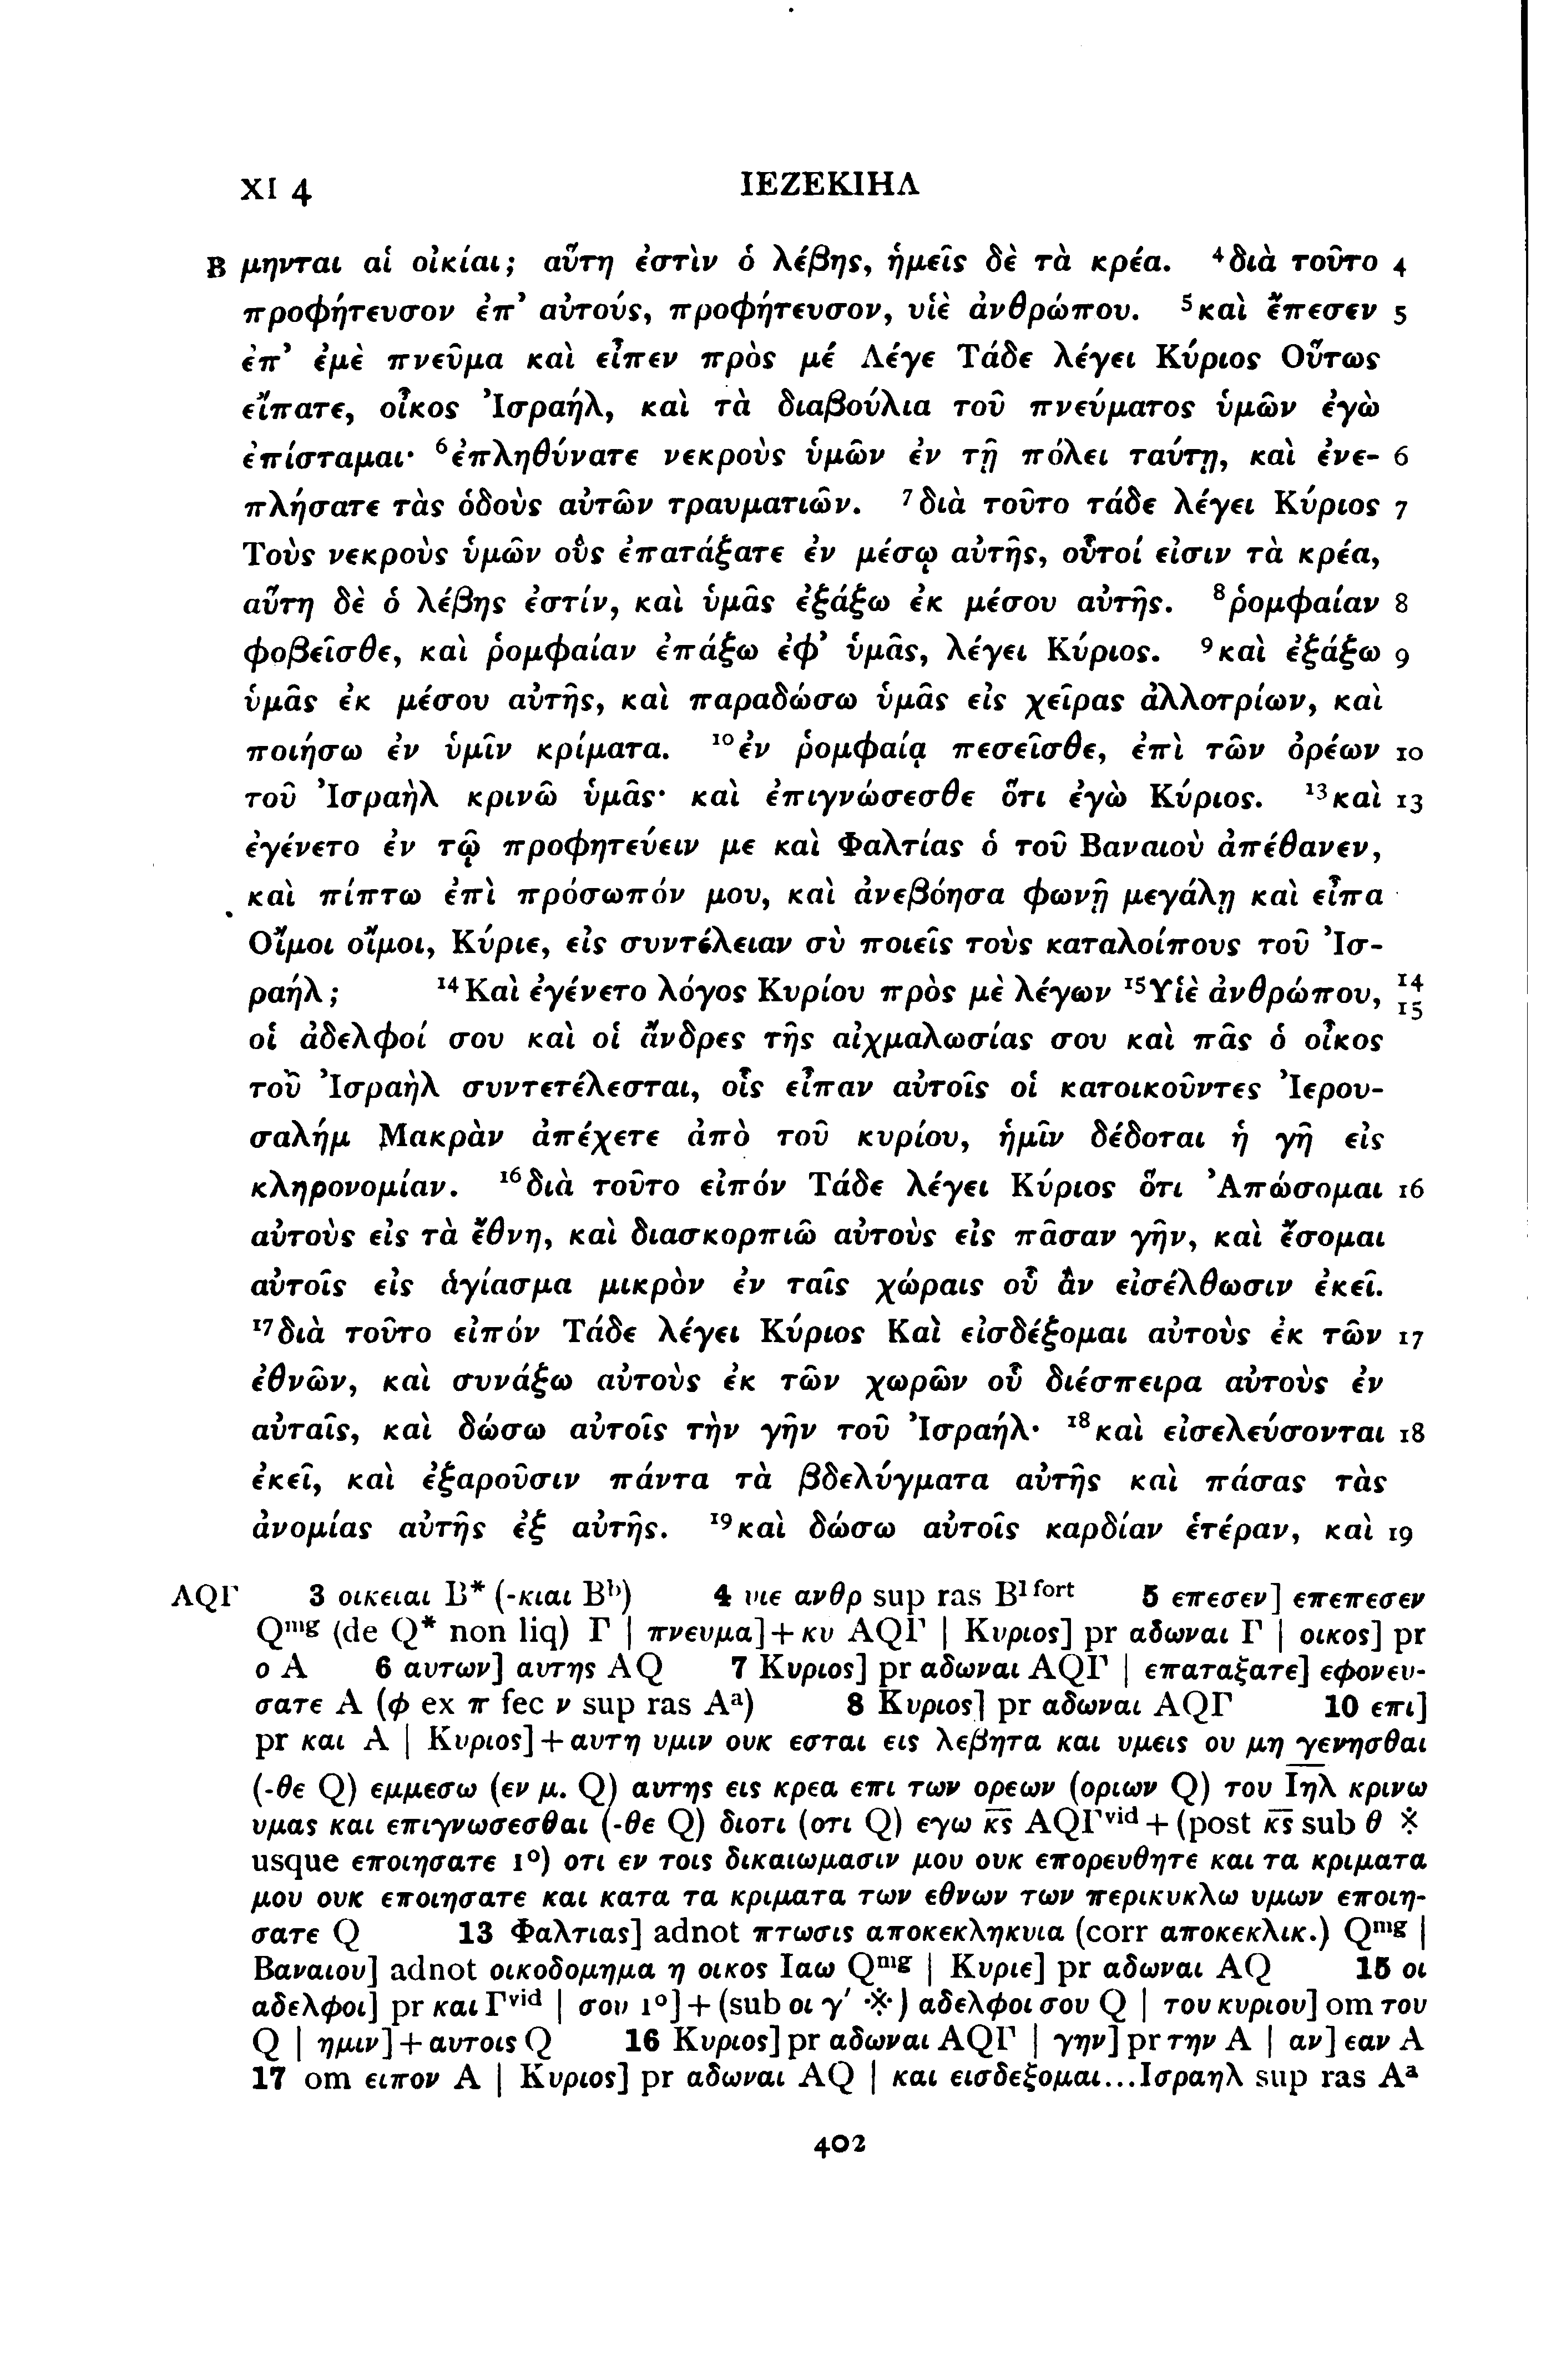 XI 4 ΙΕΖΕΚΙΗΛ
B μηνται αἱ οἰκίαι; αὕτη ἐστὶν ὁ λέβης, ἡμεῖς δὲ τὰ κρέα. ⁴διὰ τοῦτο 4
προφήτευσον ἐπ’ αὐτούς, προφήτευσον, υἱὲ ἀνθρώπου. ⁵καὶ ἔπεσεν 5
ἐπ’ ἐμὲ πνεῦμα καὶ εἶπεν πρὸς μέ Λέγε Τάδε λέγει Κύριος Οὕτως
εἴπατε, οἶκος Ἰσραήλ, καὶ τὰ διαβούλια τοῦ πνεύματος ὑμῶν ἐγὼ
ἐπίσταμαι· ⁶ἐπληθύνατε νεκροὺς ὑμῶν ἐν τῇ πόλει ταύτῃ, καὶ ἐνε- 6
πλήσατε τὰς ὁδοὺς αὐτῶν τραυματιῶν. ⁷διὰ τοῦτο τάδε λέγει Κύριος 7
Τοὺς νεκροὺς ὑμῶν οὓς ἐπατάξατε ἐν μέσῳ αὐτῆς, οὗτοί εἰσιν τὰ κρέα,
αὕτη δὲ ὁ λέβης ἐστίν, καὶ ὑμᾶς ἐξάξω ἐκ μέσου αὐτῆς. ⁸ῥομφαίαν 8
φοβεῖσθε, καὶ ῥομφαίαν ἐπάξω ἐφ’ ὑμᾶς, λέγει Κύριος. ⁹καὶ ἐξάξω 9
ὑμᾶς ἐκ μέσου αὐτῆς, καὶ παραδώσω ὑμᾶς εἰς χεῖρας ἀλλοτρίων, καὶ
ποιήσω ἐν ὑμῖν κρίματα. ¹⁰ἐν ῥομφαίᾳ πεσεῖσθε, ἐπὶ τῶν ὀρέων 10
τοῦ Ἰσραὴλ κρινῶ ὑμᾶς· καὶ ἐπιγνώσεσθε ὅτι ἐγὼ Κύριος. ¹³καὶ 13
ἐγένετο ἐν τῷ προφητεύειν με καὶ Φαλτίας ὁ τοῦ Βαναιοὺ ἀπέθανεν,
καὶ πίπτω ἐπὶ πρόσωπόν μου, καὶ ἀνεβόησα φωνῇ μεγάλῃ καὶ εἶπα
Οἴμοι οἴμοι, Κύριε, εἰς συντέλειαν σὺ ποιεῖς τοὺς καταλοίπους τοῦ Ἰσ-
ραήλ; ¹⁴Καὶ ἐγένετο λόγος Κυρίου πρὸς μὲ λέγων ¹⁵Υἱὲ ἀνθρώπου, 14 15
οἱ ἀδελφοί σου καὶ οἱ ἄνδρες τῆς αἰχμαλωσίας σου καὶ πᾶς ὁ οἶκος
τοῦ Ἰσραὴλ συντετέλεσται, οἷς εἶπαν αὐτοῖς οἱ κατοικοῦντες Ἰερου-
σαλήμ Μακρὰν ἀπέχετε ἀπὸ τοῦ κυρίου, ἡμῖν δέδοται ἡ γῆ εἰς
κληρονομίαν. ¹⁶διὰ τοῦτο εἰπόν Τάδε λέγει Κύριος ὅτι Ἀπώσομαι 16
αὐτοὺς εἰς τὰ ἔθνη, καὶ διασκορπιῶ αὐτοὺς εἰς πᾶσαν γῆν, καὶ ἔσομαι
αὐτοῖς εἰς ἁγίασμα μικρὸν ἐν ταῖς χώραις οὗ ἂν εἰσέλθωσιν ἐκεῖ.
¹⁷διὰ τοῦτο εἰπόν Τάδε λέγει Κύριος Καὶ εἰσδέξομαι αὐτοὺς ἐκ τῶν 17
ἐθνῶν, καὶ συνάξω αὐτοὺς ἐκ τῶν χωρῶν οὗ διέσπειρα αὐτοὺς ἐν
αὐταῖς, καὶ δώσω αὐτοῖς τὴν γῆν τοῦ Ἰσραήλ· ¹⁸καὶ εἰσελεύσονται 18
ἐκεῖ, καὶ ἐξαροῦσιν πάντα τὰ βδελύγματα αὐτῆς καὶ πάσας τὰς
ἀνομίας αὐτῆς ἐξ αὐτῆς. ¹⁹καὶ δώσω αὐτοῖς καρδίαν ἑτέραν, καὶ 19
AQΓ 3 οικειαι B* (-κιαι Bᵇ) 4 υιε ανθρ sup ras B¹ ᶠᵒʳᵗ 5 επεσεν] επεπεσεν
Qᵐᵍ (de Q* non liq) Γ | πνευμα]+κυ AQΓ | Κυριος] pr αδωναι Γ | οικος] pr
ο A 6 αυτων] αυτης AQ 7 Κυριος] pr αδωναι AQΓ | επαταξατε] εφονευ-
σατε A (φ ex π fec ν sup ras Aᵃ) 8 Κυριος] pr αδωναι AQΓ 10 επι]
pr και A | Κυριος]+αυτη υμιν ουκ εσται εις λεβητα και υμεις ου μη γενησθαι
(-θε Q) εμμεσω (εν μ. Q) αυτης εις κρεα επι των ορεων (οριων Q) του Ι̅η̅λ̅ κρινω
υμας και επιγνωσεσθαι (-θε Q) διοτι (οτι Q) εγω κ̅ς̅ AQΓᵛⁱᵈ+(post κ̅ς̅ sub θ ※
usque εποιησατε 1°) οτι εν τοις δικαιωμασιν μου ουκ επορευθητε και τα κριματα
μου ουκ εποιησατε και κατα τα κριματα των εθνων των περικυκλω υμων εποιη-
σατε Q 13 Φαλτιας] adnot πτωσις αποκεκληκυια (corr αποκεκλικ.) Qᵐᵍ |
Βαναιου] adnot οικοδομημα η οικος Ιαω Qᵐᵍ | Κυριε] pr αδωναι AQ 15 οι
αδελφοι] pr και Γᵛⁱᵈ | σου 1°]+(sub οι γ′ ※) αδελφοι σου Q | του κυριου] om του
Q | ημιν]+αυτοις Q 16 Κυριος] pr αδωναι AQΓ | γην] pr την A | αν] εαν A
17 om ειπον A | Κυριος] pr αδωναι AQ | και εισδεξομαι...Ισραηλ sup ras Aᵃ
402